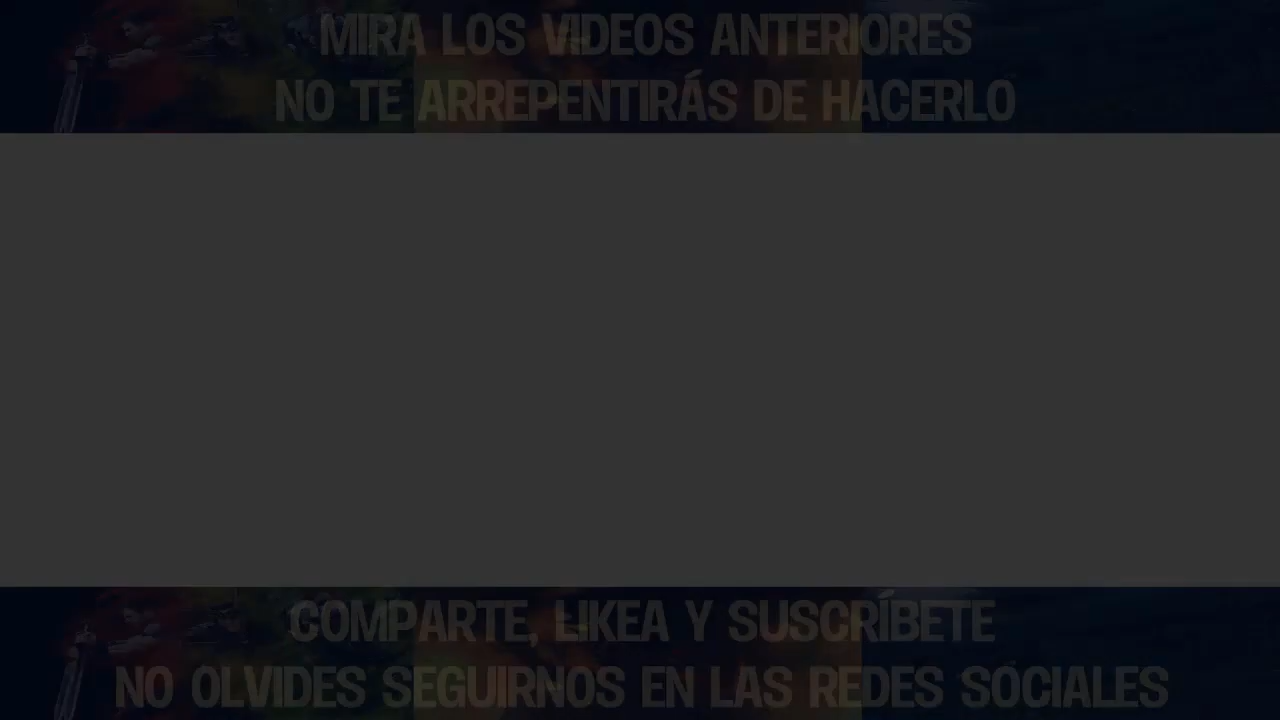 MIRA LOS VIDEOS ANTERIORES
NO TE ARREPENTIRÁS DE HACERLO
COMPARTE, LIKEA Y SUSCRÍBETE
NO OLVIDES SEGUIRNOS EN LAS REDES SOCIALES